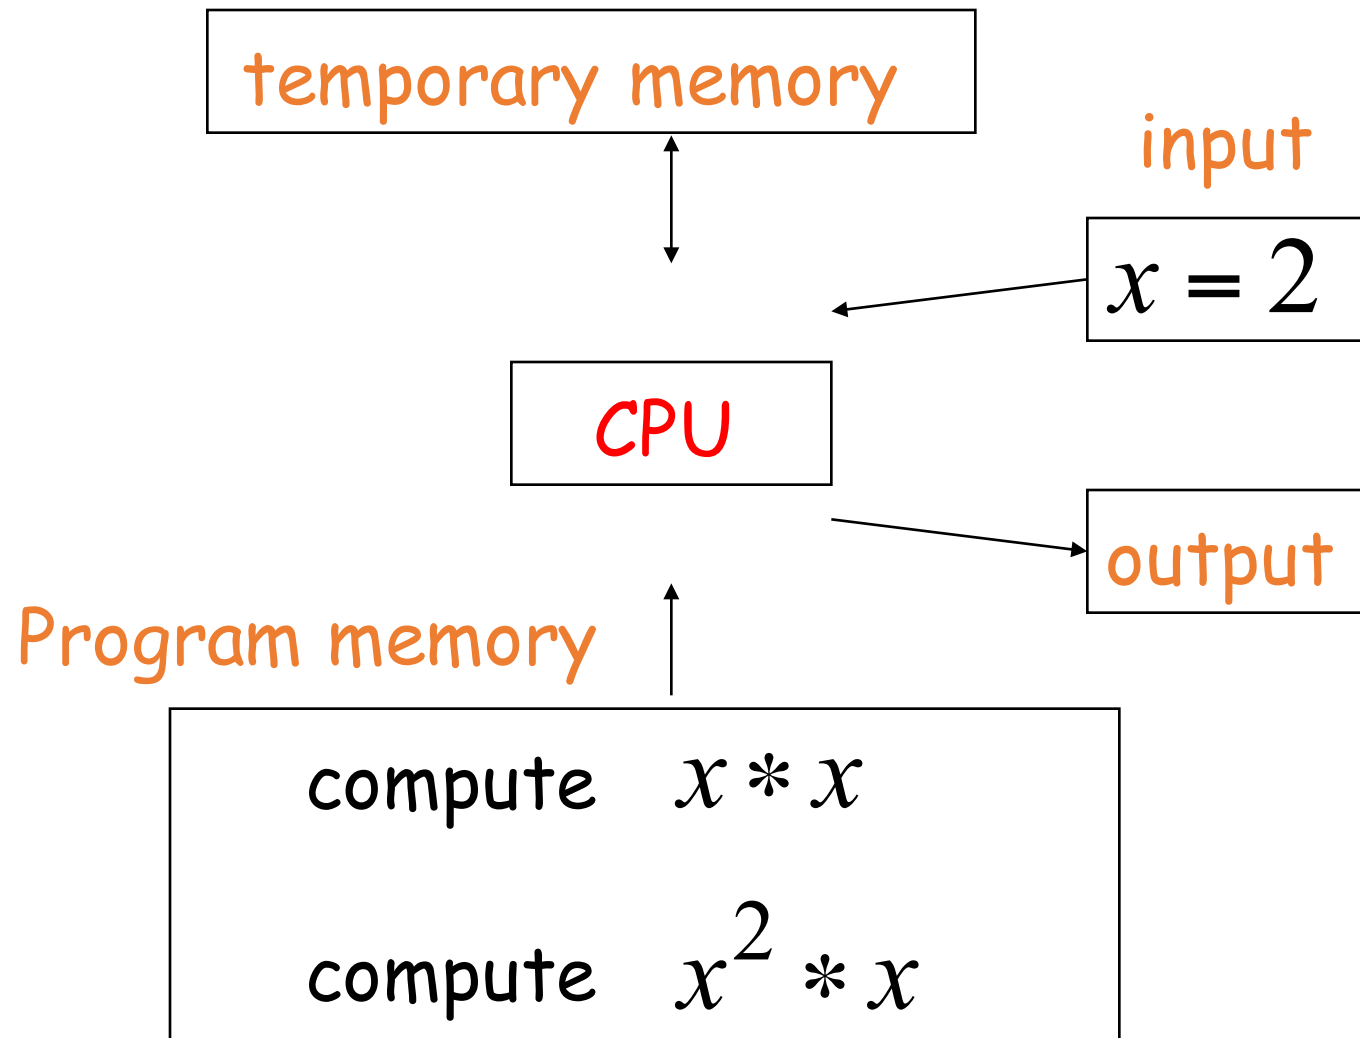 temporary memory
input
x = 2
CPU
output
Program memory
compute x * x
compute x² * x